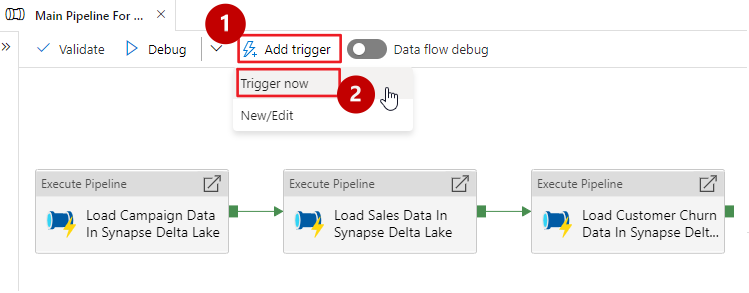 Main Pipeline For ...
Validate
Debug
1
Add trigger
Data flow debug
Trigger now
2
New/Edit
Execute Pipeline
Load Campaign Data
In Synapse Delta Lake
Execute Pipeline
Load Sales Data In
Synapse Delta Lake
Execute Pipeline
Load Customer Churn
Data In Synapse Delt...